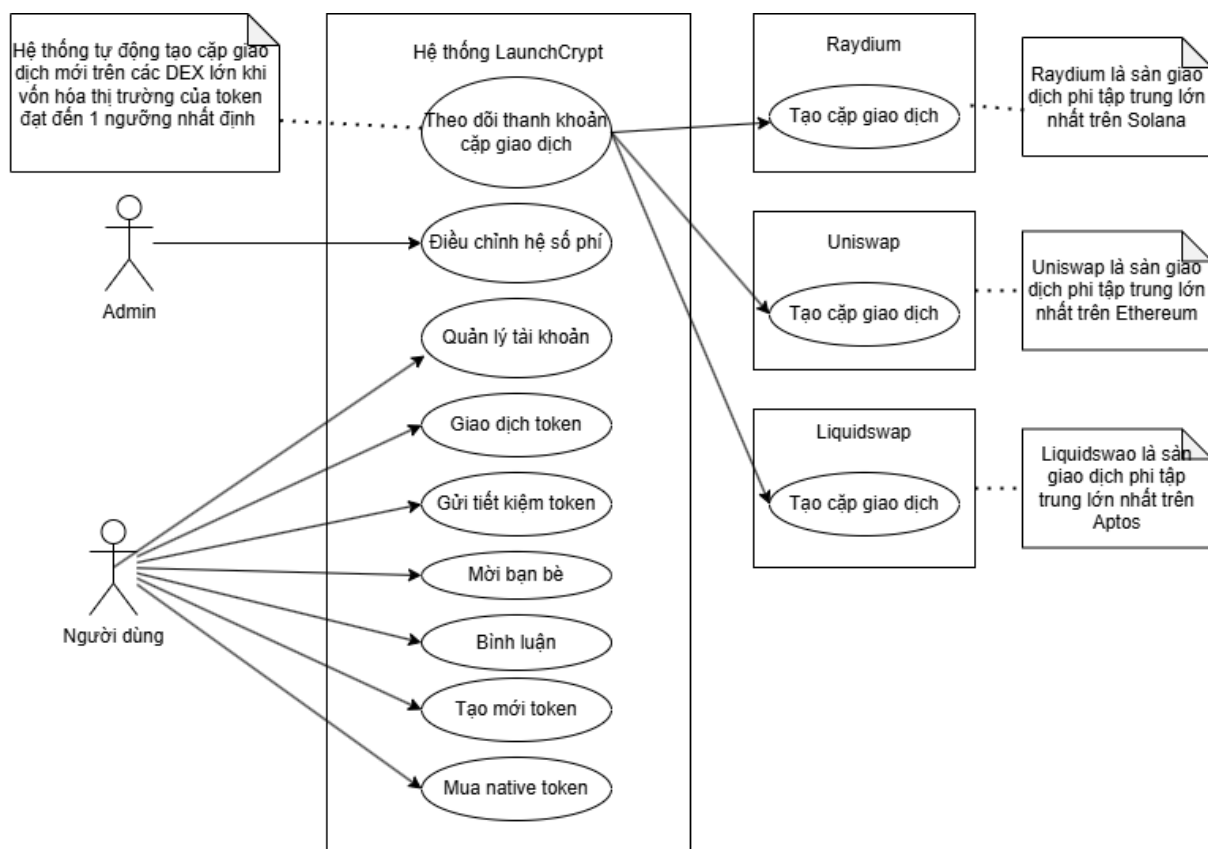 Hệ thống tự động tạo cặp giao
dịch mới trên các DEX lớn khi
vốn hóa thị trường của token
đạt đến 1 ngưỡng nhất định
Hệ thống LaunchCrypt
Theo dõi thanh khoản
cặp giao dịch
Raydium
Tạo cặp giao dịch
Raydium là sàn giao
dịch phi tập trung lớn
nhất trên Solana
Admin
Điều chỉnh hệ số phí
Uniswap
Tạo cặp giao dịch
Uniswap là sàn giao
dịch phi tập trung lớn
nhất trên Ethereum
Quản lý tài khoản
Giao dịch token
Liquidswap
Tạo cặp giao dịch
Liquidswao là sàn
giao dịch phi tập
trung lớn nhất trên
Aptos
Gửi tiết kiệm token
Mời bạn bè
Người dùng
Bình luận
Tạo mới token
Mua native token